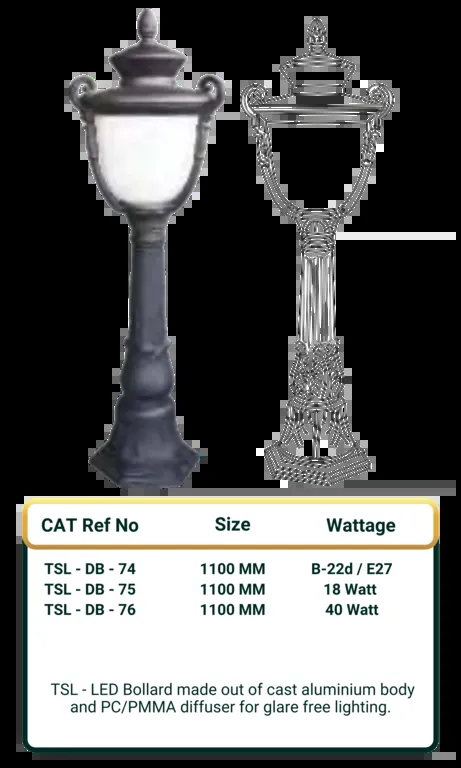 CAT Ref No Size Wattage
TSL - DB - 74 1100 MM B-22d / E27
TSL - DB - 75 1100 MM 18 Watt
TSL - DB - 76 1100 MM 40 Watt
TSL - LED Bollard made out of cast aluminium body
and PC/PMMA diffuser for glare free lighting.